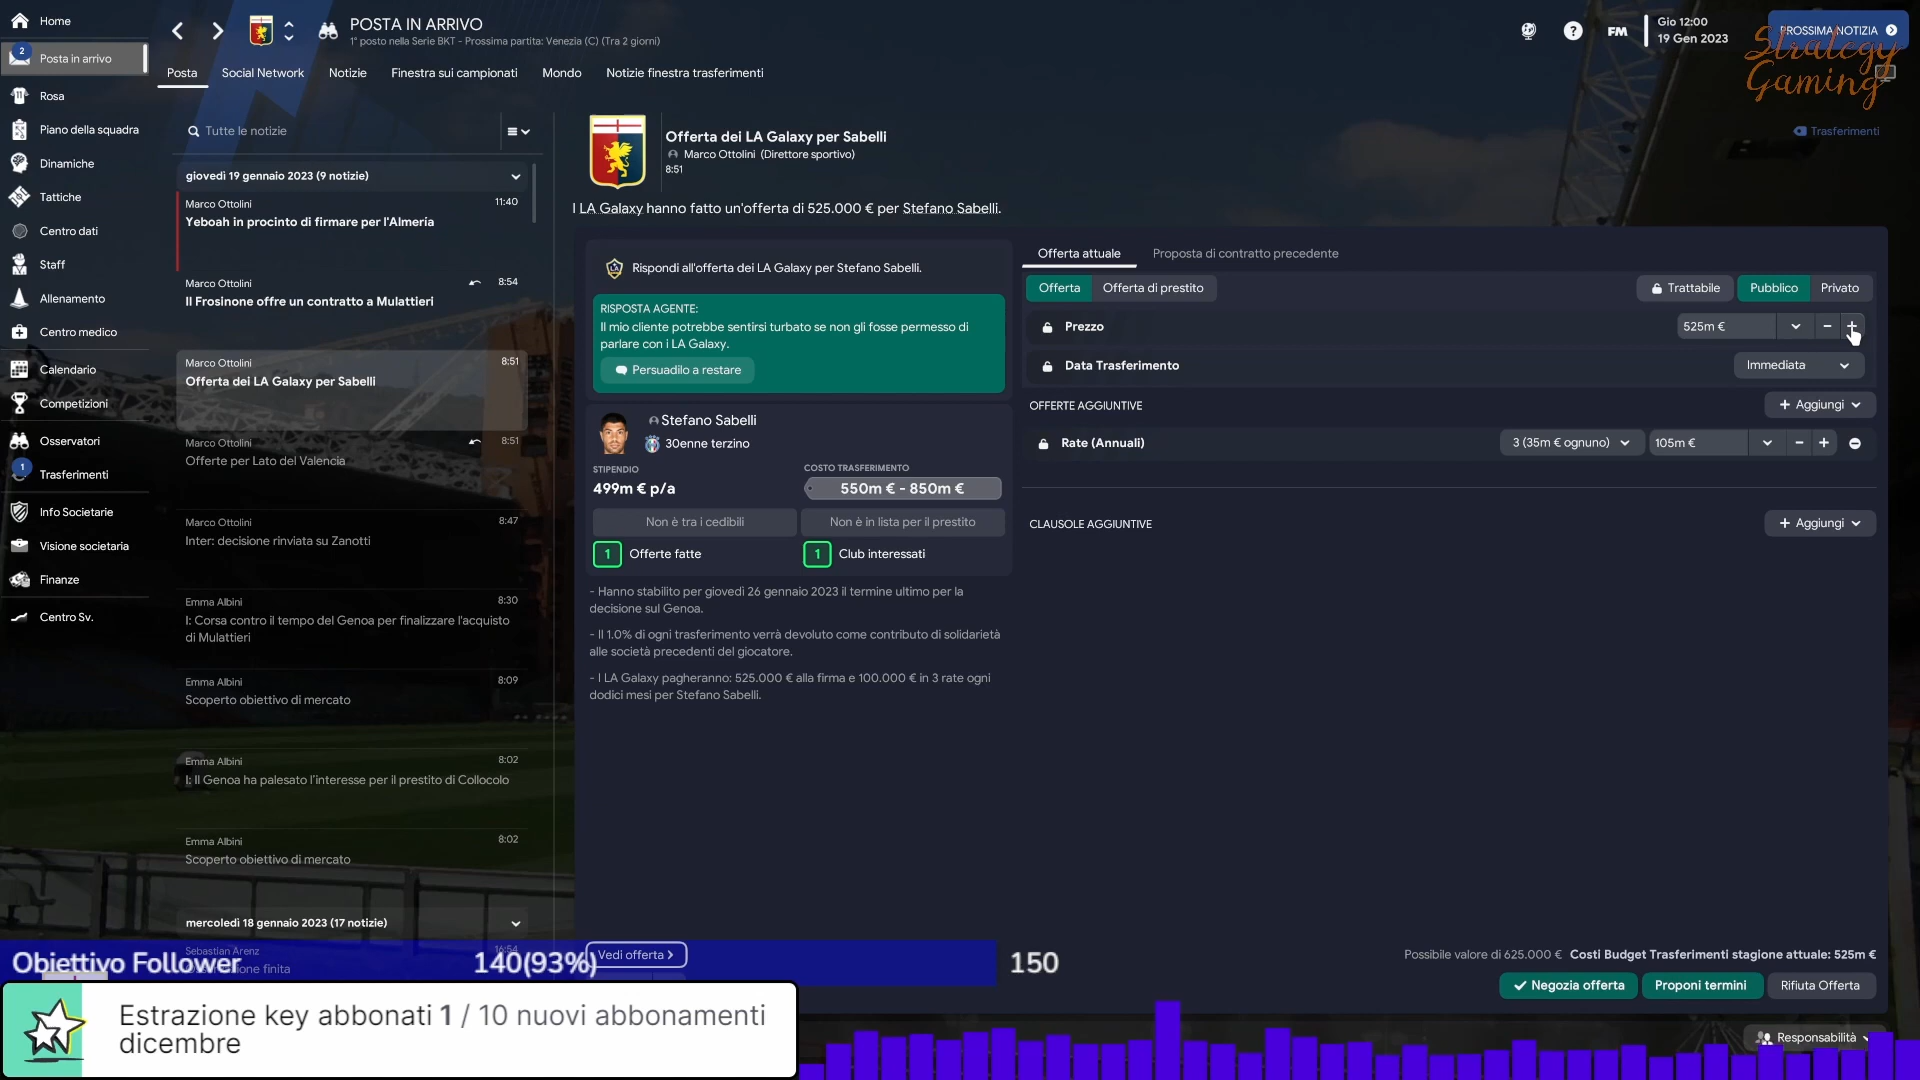 Home
2
Posta in arrivo
Rosa
Piano della squadra
Dinamiche
Tattiche
Centro dati
Staff
Allenamento
Centro medico
Calendario
Competizioni
Osservatori
1
Trasferimenti
Info Societarie
Visione societaria
Finanze
Centro Sv.
POSTA IN ARRIVO
1° posto nella Serie BKT - Prossima partita: Venezia (C) (Tra 2 giorni)
FM
Gio 12:00
19 Gen 2023
PROSSIMA NOTIZIA
Strategy
Gaming
Posta
Social Network
Notizie
Finestra sui campionati
Mondo
Notizie finestra trasferimenti
Tutte le notizie
giovedì 19 gennaio 2023 (9 notizie)
Marco Ottolini
11:40
Yeboah in procinto di firmare per l'Almería
Marco Ottolini
8:54
Il Frosinone offre un contratto a Mulattieri
Marco Ottolini
8:51
Offerta dei LA Galaxy per Sabelli
Marco Ottolini
8:51
Offerte per Lato del Valencia
Marco Ottolini
8:47
Inter: decisione rinviata su Zanotti
Emma Albini
8:30
I: Corsa contro il tempo del Genoa per finalizzare l'acquisto
di Mulattieri
Emma Albini
8:09
Scoperto obiettivo di mercato
Emma Albini
8:02
I: Il Genoa ha palesato l'interesse per il prestito di Collocolo
Emma Albini
8:02
Scoperto obiettivo di mercato
mercoledì 18 gennaio 2023 (17 notizie)
Sebastian Arenz
16:54
finita
Offerta dei LA Galaxy per Sabelli
Marco Ottolini (Direttore sportivo)
8:51
Trasferimenti
I LA Galaxy hanno fatto un'offerta di 525.000 € per Stefano Sabelli.
Rispondi all'offerta dei LA Galaxy per Stefano Sabelli.
RISPOSTA AGENTE:
Il mio cliente potrebbe sentirsi turbato se non gli fosse permesso di
parlare con i LA Galaxy.
Persuadilo a restare
Stefano Sabelli
30enne terzino
STIPENDIO
499m € p/a
COSTO TRASFERIMENTO
550m € - 850m €
Non è tra i cedibili
Non è in lista per il prestito
1 Offerte fatte
1 Club interessati
- Hanno stabilito per giovedì 26 gennaio 2023 il termine ultimo per la
decisione sul Genoa.
- Il 1.0% di ogni trasferimento verrà devoluto come contributo di solidarietà
alle società precedenti del giocatore.
- I LA Galaxy pagheranno: 525.000 € alla firma e 100.000 € in 3 rate ogni
dodici mesi per Stefano Sabelli.
Offerta attuale
Proposta di contratto precedente
Offerta
Offerta di prestito
Trattabile
Pubblico
Privato
Prezzo
525m €
Data Trasferimento
Immediata
OFFERTE AGGIUNTIVE
Aggiungi
Rate (Annuali)
3 (35m € ognuno)
105m €
CLAUSOLE AGGIUNTIVE
Aggiungi
Vedi offerta
Possibile valore di 625.000 €
Costi Budget Trasferimenti stagione attuale: 525m €
Negozia offerta
Proponi termini
Rifiuta Offerta
Responsabilità
Obiettivo Follower
140(93%)
150
Estrazione key abbonati 1 / 10 nuovi abbonamenti
dicembre